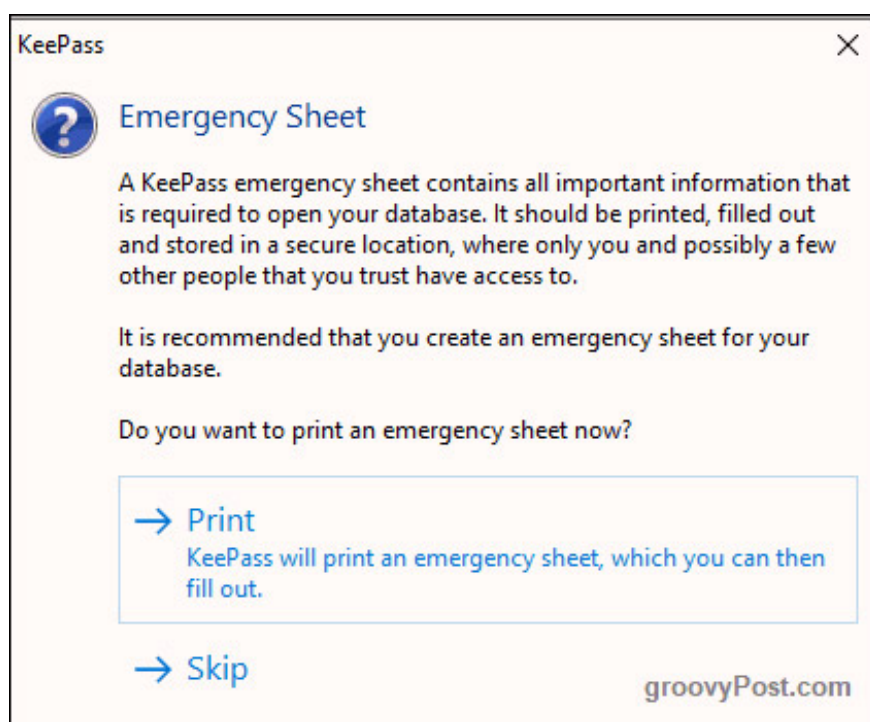 KeePass
Emergency Sheet
A KeePass emergency sheet contains all important information that
is required to open your database. It should be printed, filled out
and stored in a secure location, where only you and possibly a few
other people that you trust have access to.
It is recommended that you create an emergency sheet for your
database.
Do you want to print an emergency sheet now?
Print
KeePass will print an emergency sheet, which you can then
fill out.
Skip
groovyPost.com